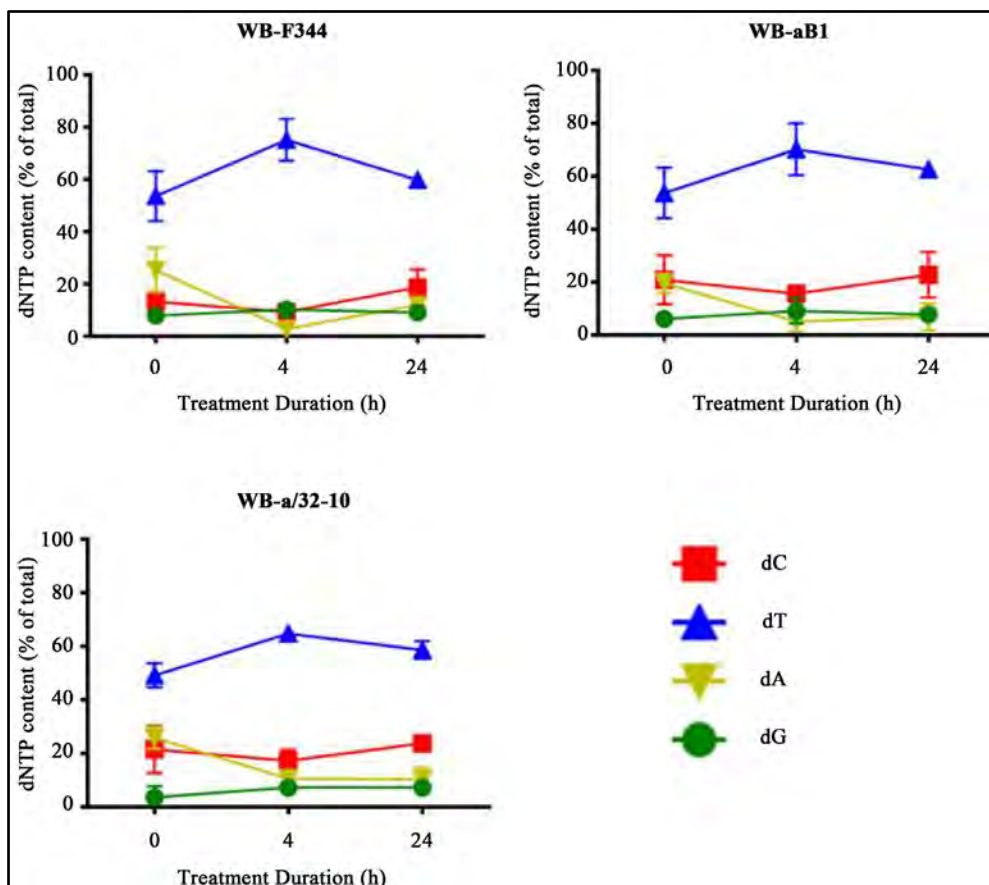 WB-F344
dNTP content (% of total)
100
80
60
40
20
0
0 4 24
Treatment Duration (h)
WB-aB1
dNTP content (% of total)
100
80
60
40
20
0
0 4 24
Treatment Duration (h)
WB-a/32-10
dNTP content (% of total)
100
80
60
40
20
0
0 4 24
Treatment Duration (h)
dC
dT
dA
dG